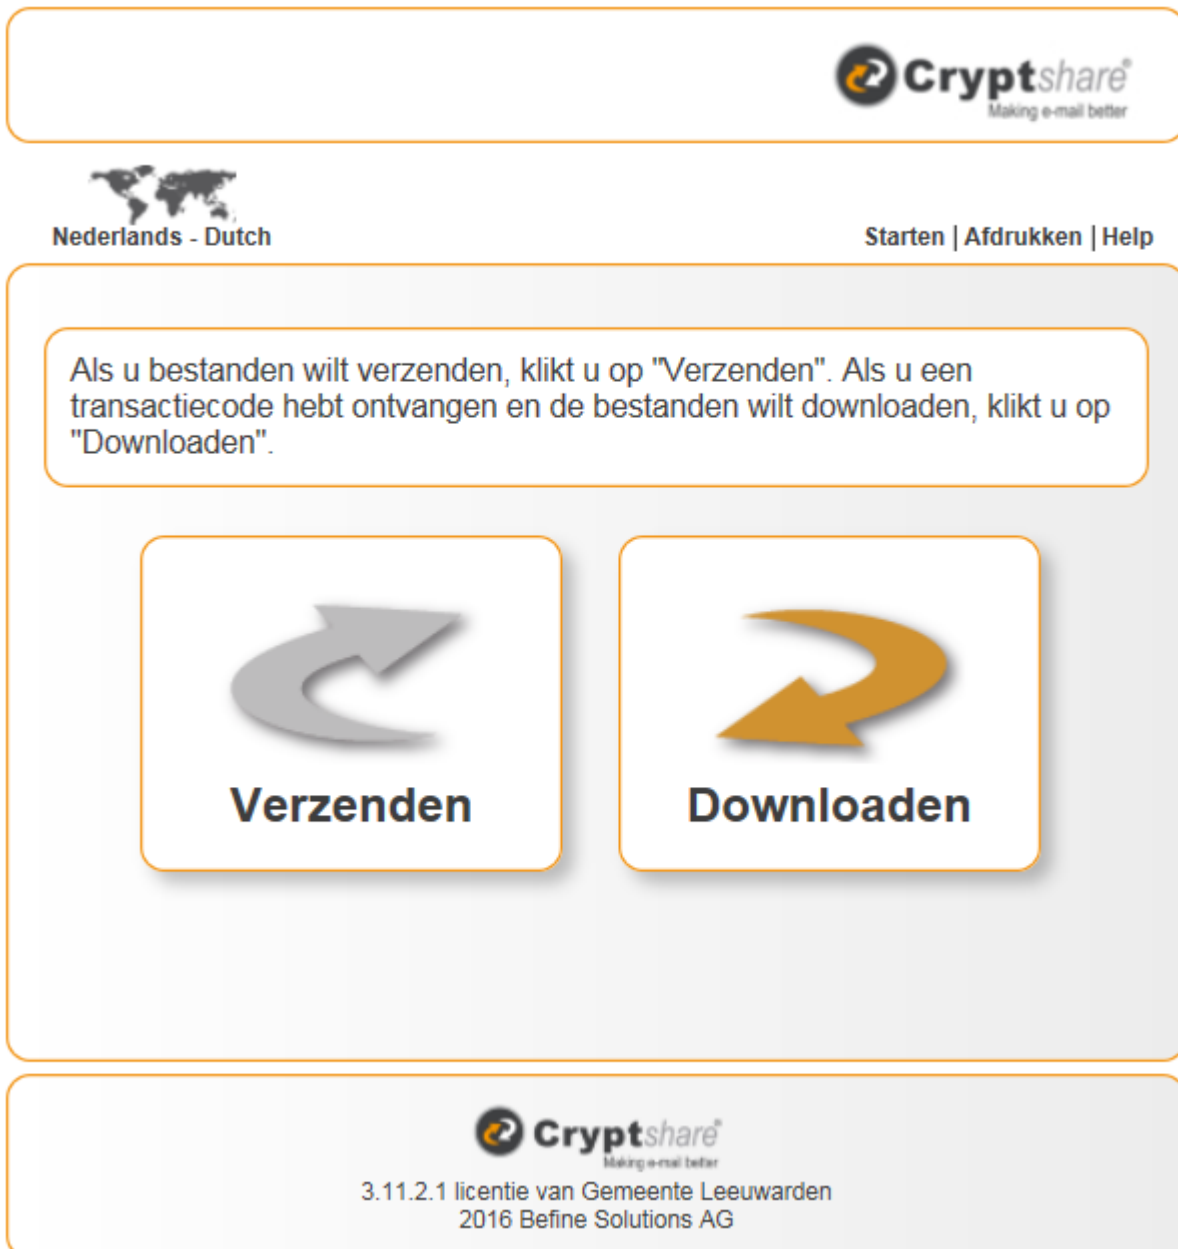 Cryptshare®
Making e-mail better
Nederlands - Dutch
Starten | Afdrukken | Help
Als u bestanden wilt verzenden, klikt u op "Verzenden". Als u een
transactiecode hebt ontvangen en de bestanden wilt downloaden, klikt u op
"Downloaden".
Verzenden
Downloaden
Cryptshare®
Making e-mail better
3.11.2.1 licentie van Gemeente Leeuwarden
2016 Befine Solutions AG